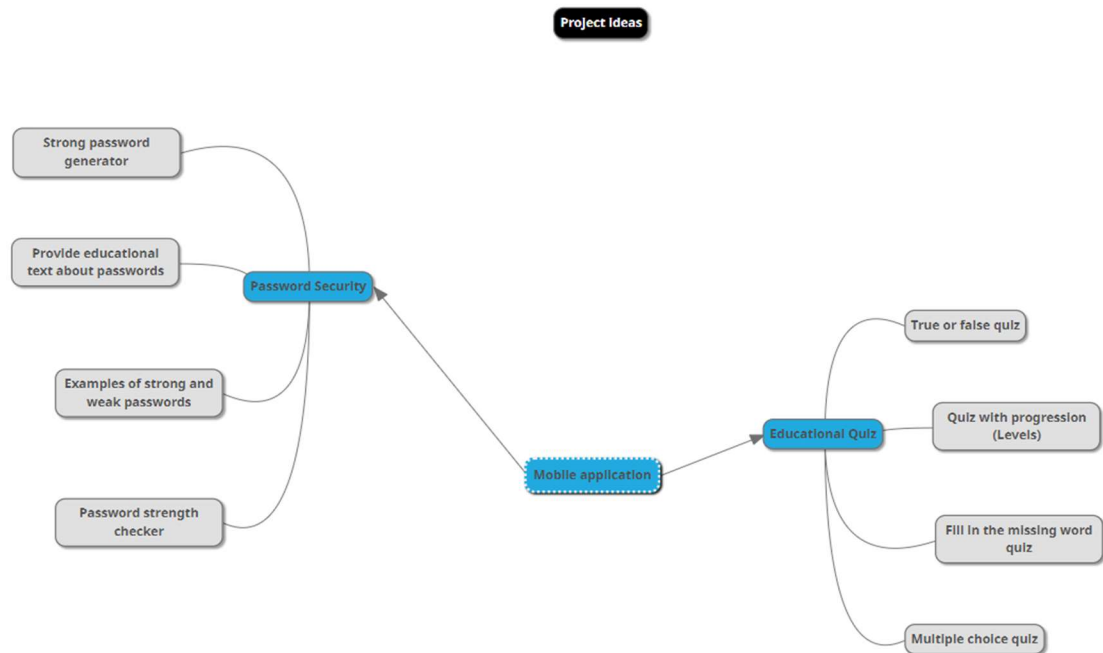 Project Ideas
Strong password
generator
Provide educational
text about passwords
Password Security
Examples of strong and
weak passwords
Password strength
checker
Mobile application
Educational Quiz
True or false quiz
Quiz with progression
(Levels)
Fill in the missing word
quiz
Multiple choice quiz